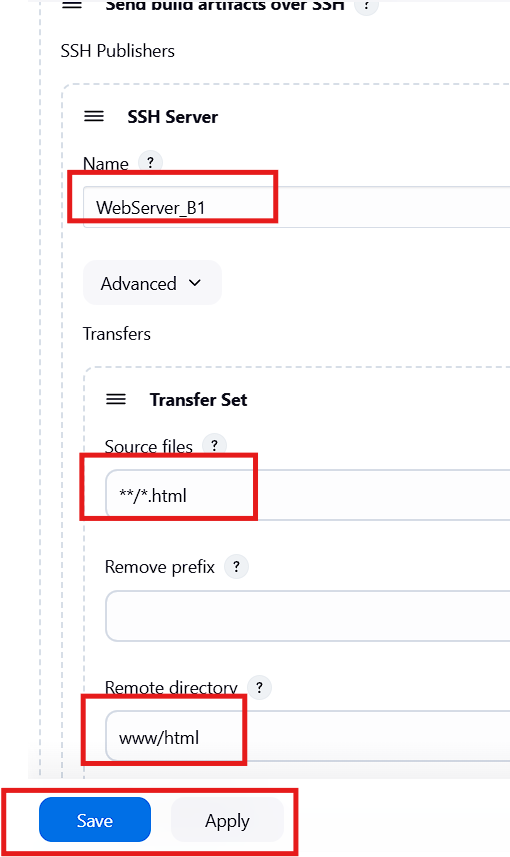 Send build artifacts over SSH ?
SSH Publishers
SSH Server
Name ?
WebServer_B1
Advanced
Transfers
Transfer Set
Source files ?
**/*.html
Remove prefix ?
Remote directory ?
www/html
Save Apply